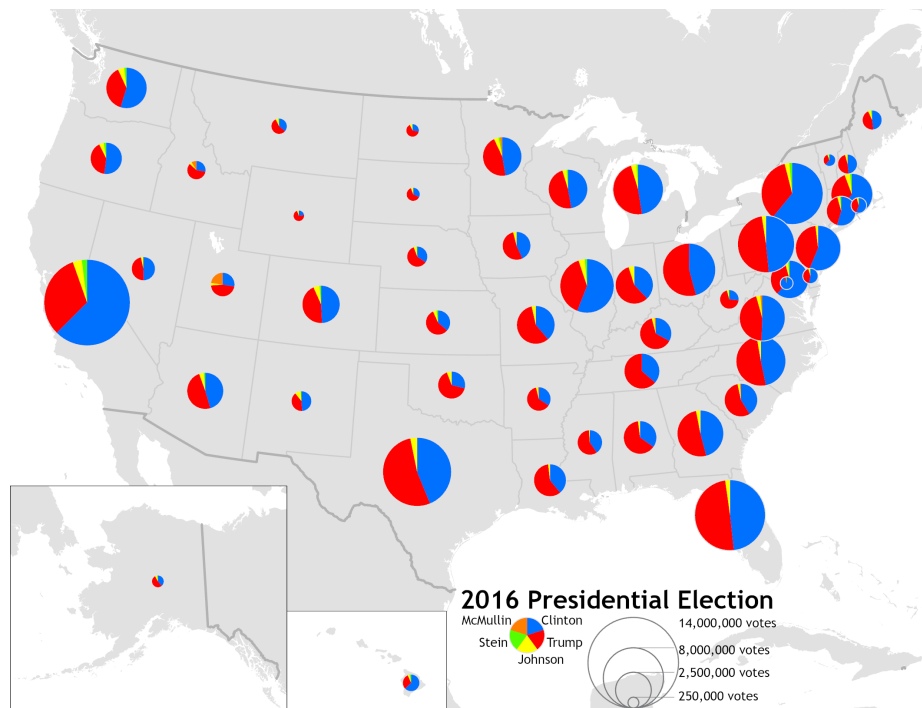 2016 Presidential Election
McMullin
Clinton
Stein
Trump
Johnson
14,000,000 votes
8,000,000 votes
2,500,000 votes
250,000 votes